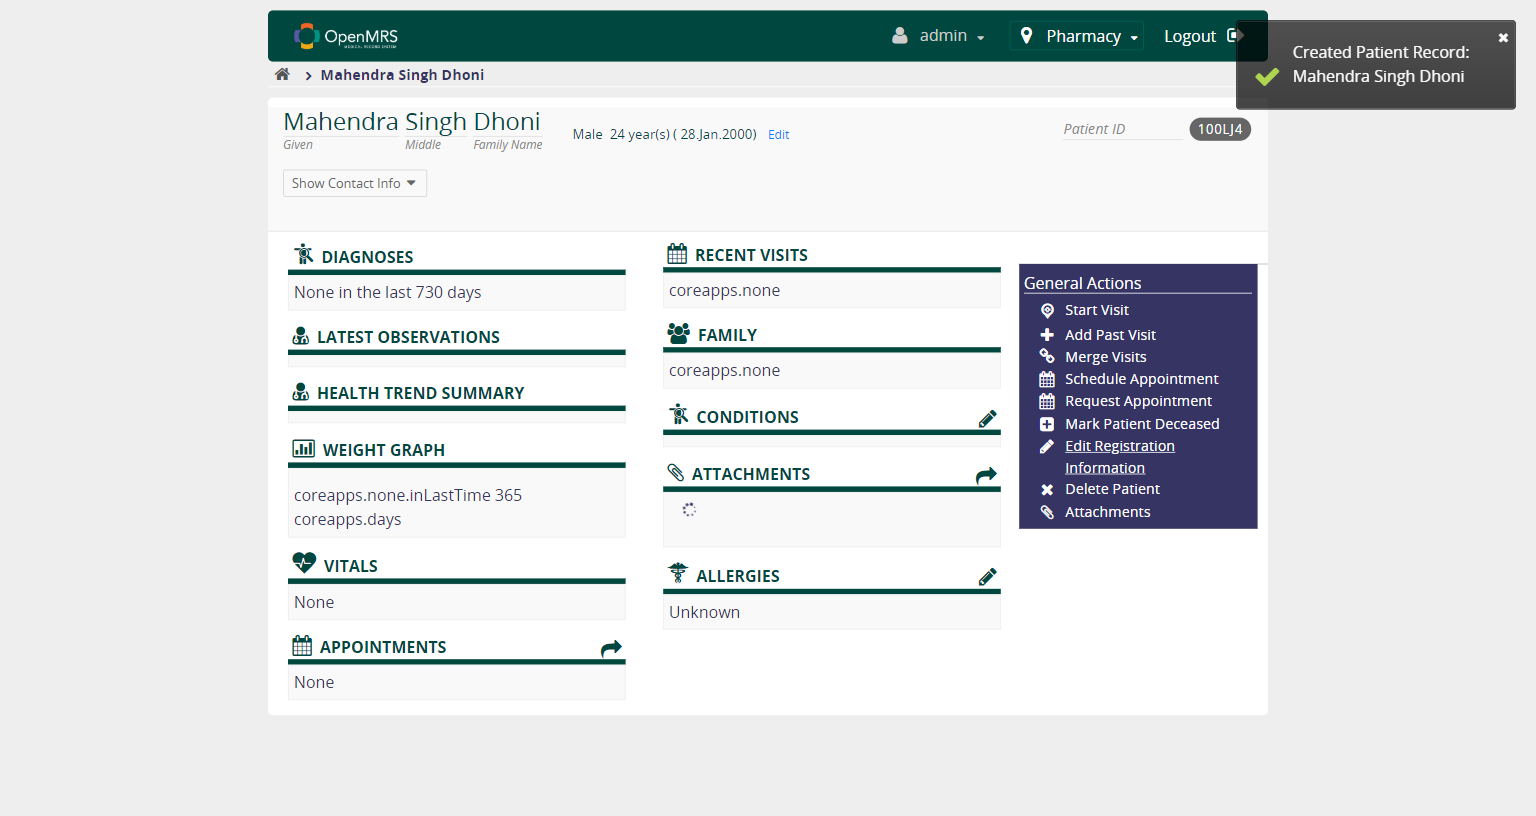 OpenMRS
MEDICAL RECORD SYSTEM
admin
Pharmacy
Logout
Created Patient Record:
Mahendra Singh Dhoni
Mahendra Singh Dhoni
Mahendra Singh Dhoni
Given Middle Family Name
Male 24 year(s) ( 28.Jan.2000) Edit
Patient ID 100LJ4
Show Contact Info
DIAGNOSES
None in the last 730 days
LATEST OBSERVATIONS
HEALTH TREND SUMMARY
WEIGHT GRAPH
coreapps.none.inLastTime 365
coreapps.days
VITALS
None
APPOINTMENTS
None
RECENT VISITS
coreapps.none
FAMILY
coreapps.none
CONDITIONS
ATTACHMENTS
ALLERGIES
Unknown
General Actions
Start Visit
Add Past Visit
Merge Visits
Schedule Appointment
Request Appointment
Mark Patient Deceased
Edit Registration
Information
Delete Patient
Attachments